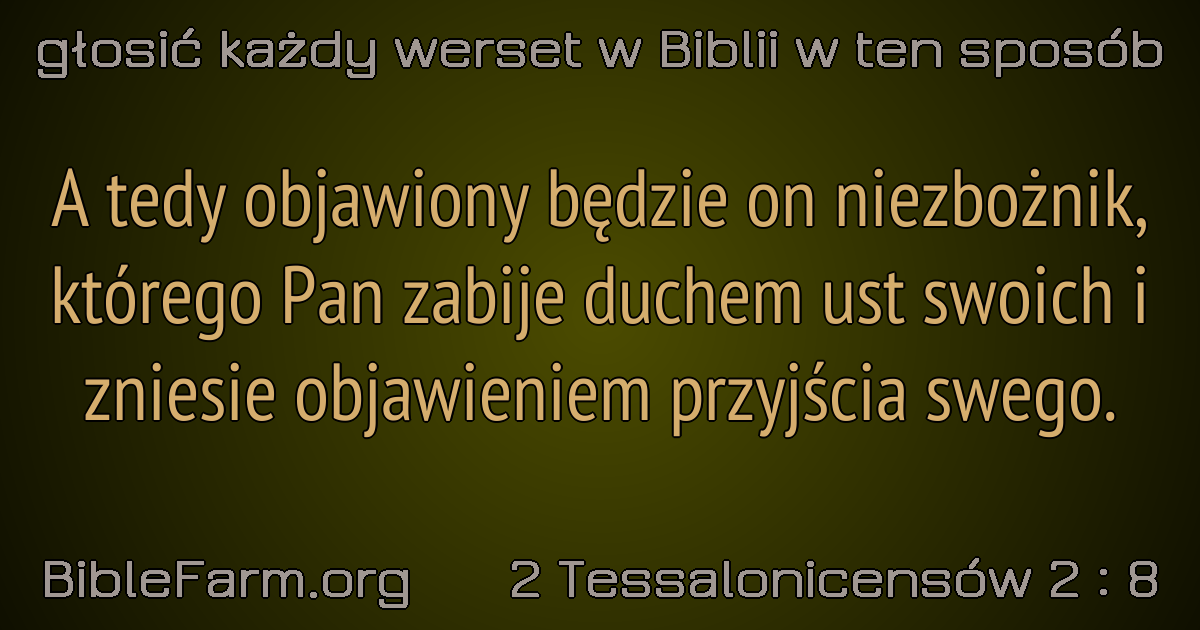 głosić każdy werset w Biblii w ten sposób
A tedy objawiony będzie on niezbożnik,
którego Pan zabije duchem ust swoich i
zniesie objawieniem przyjścia swego.
BibleFarm.org 2 Tessalonicensów 2 : 8